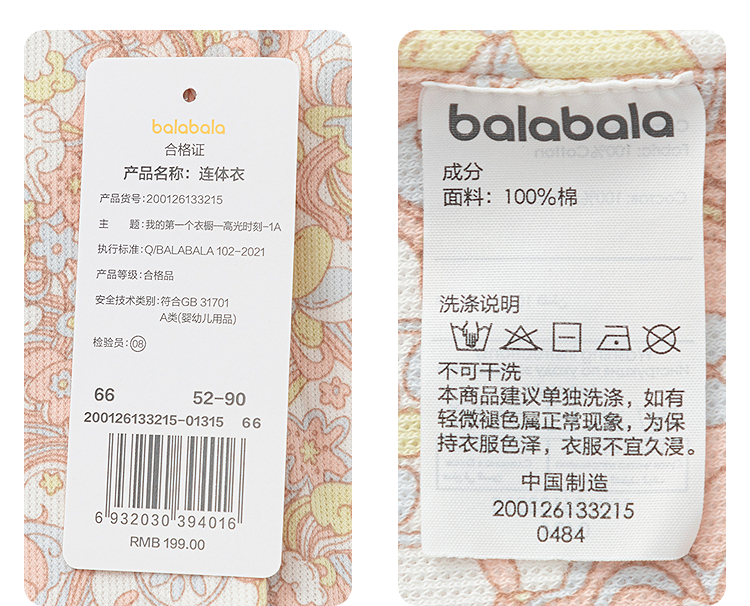 balabala
合格证
产品名称：连体衣
产品货号:200126133215
主　题:我的第一个衣橱—高光时刻-1A
执行标准:Q/BALABALA 102-2021
产品等级:合格品
安全技术类别:符合GB 31701
A类(婴幼儿用品)
检验员:08
66 52-90
200126133215-01315 66
6 932030 394016
RMB 199.00
balabala
成分
面料：100%棉
洗涤说明
不可干洗
本商品建议单独洗涤，如有
轻微褪色属正常现象，为保
持衣服色泽，衣服不宜久浸。
中国制造
200126133215
0484